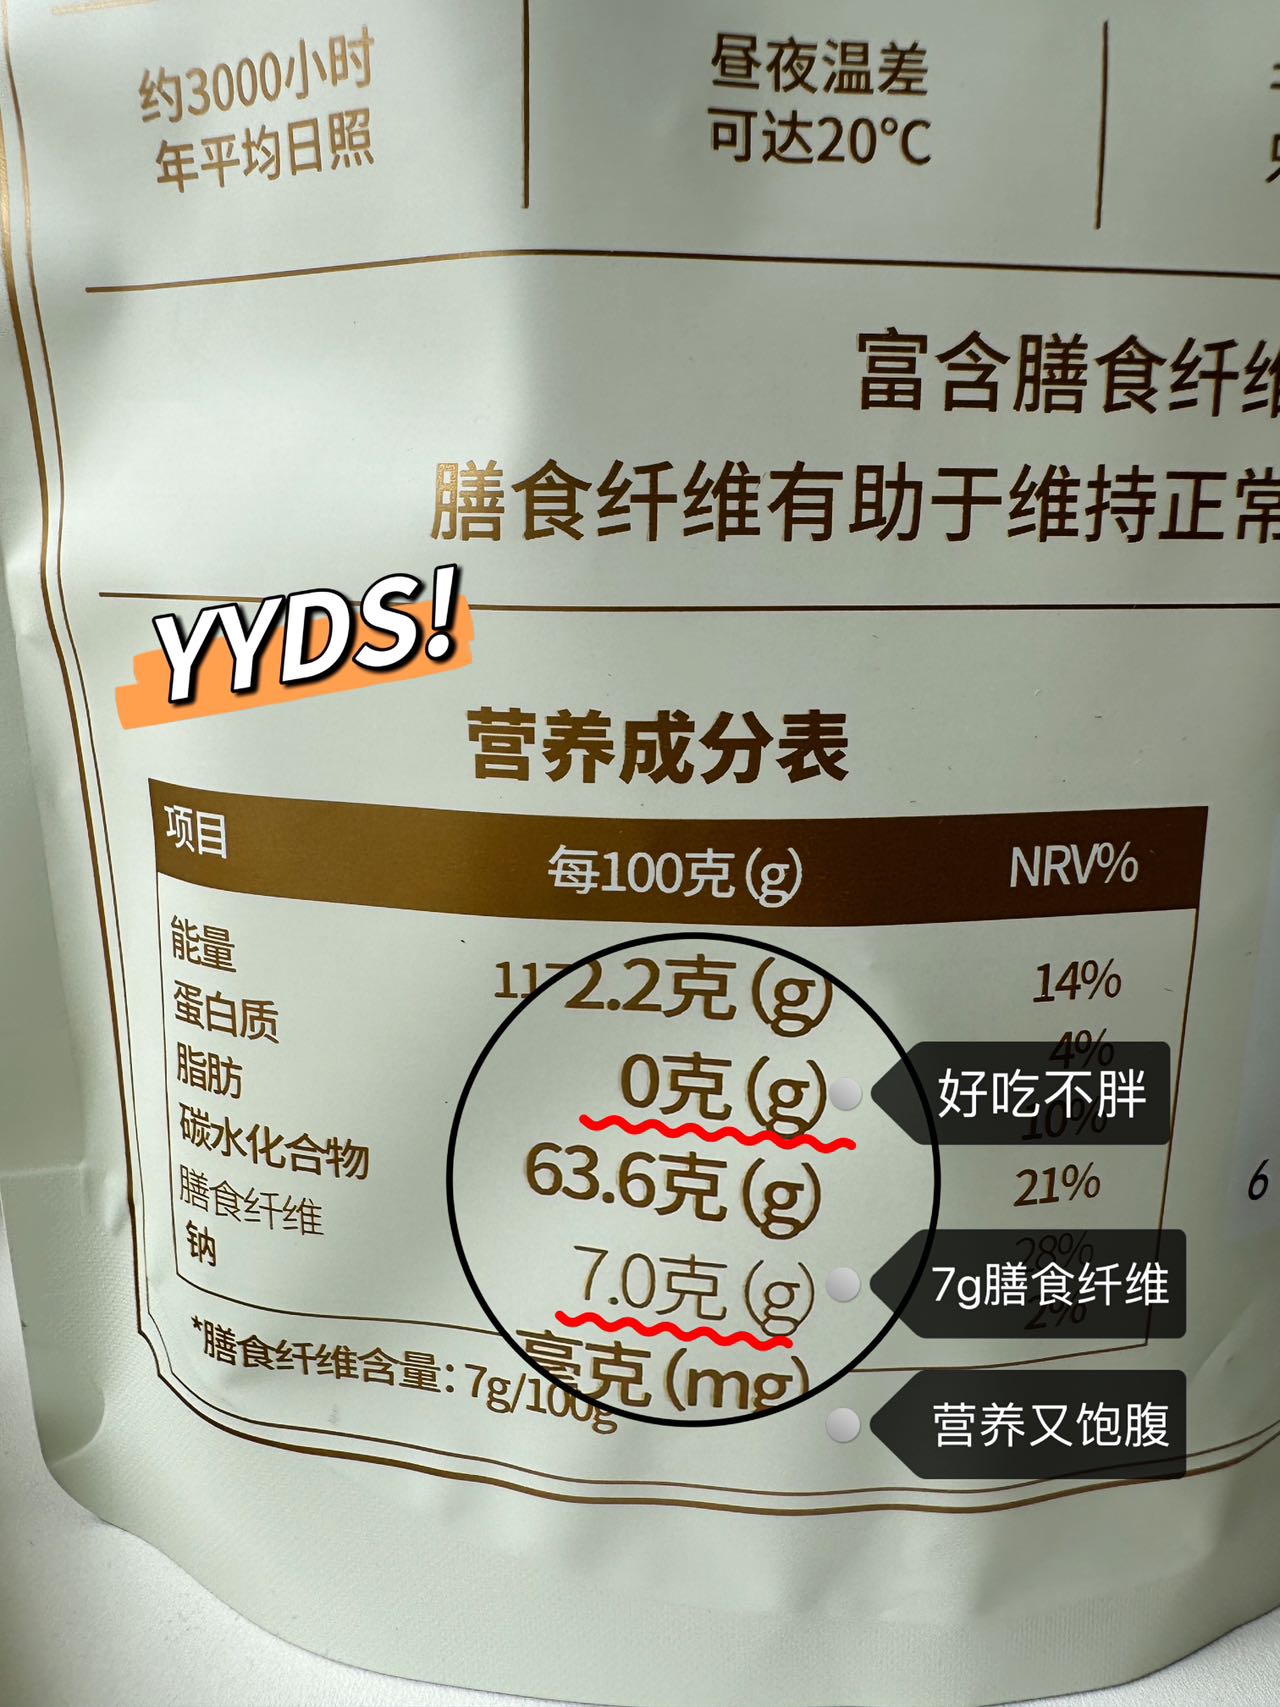 约3000小时
年平均日照
昼夜温差
可达20℃
富含膳食纤维
膳食纤维有助于维持正常
YYDS!
营养成分表
项目 每100克(g) NRV%
能量 14%
蛋白质 2.2克(g) 4%
脂肪 0克(g) 10%
碳水化合物 63.6克(g) 21%
膳食纤维 7.0克(g) 28%
钠 毫克(mg) 2%
*膳食纤维含量：7g/100g
好吃不胖
7g膳食纤维
营养又饱腹
6